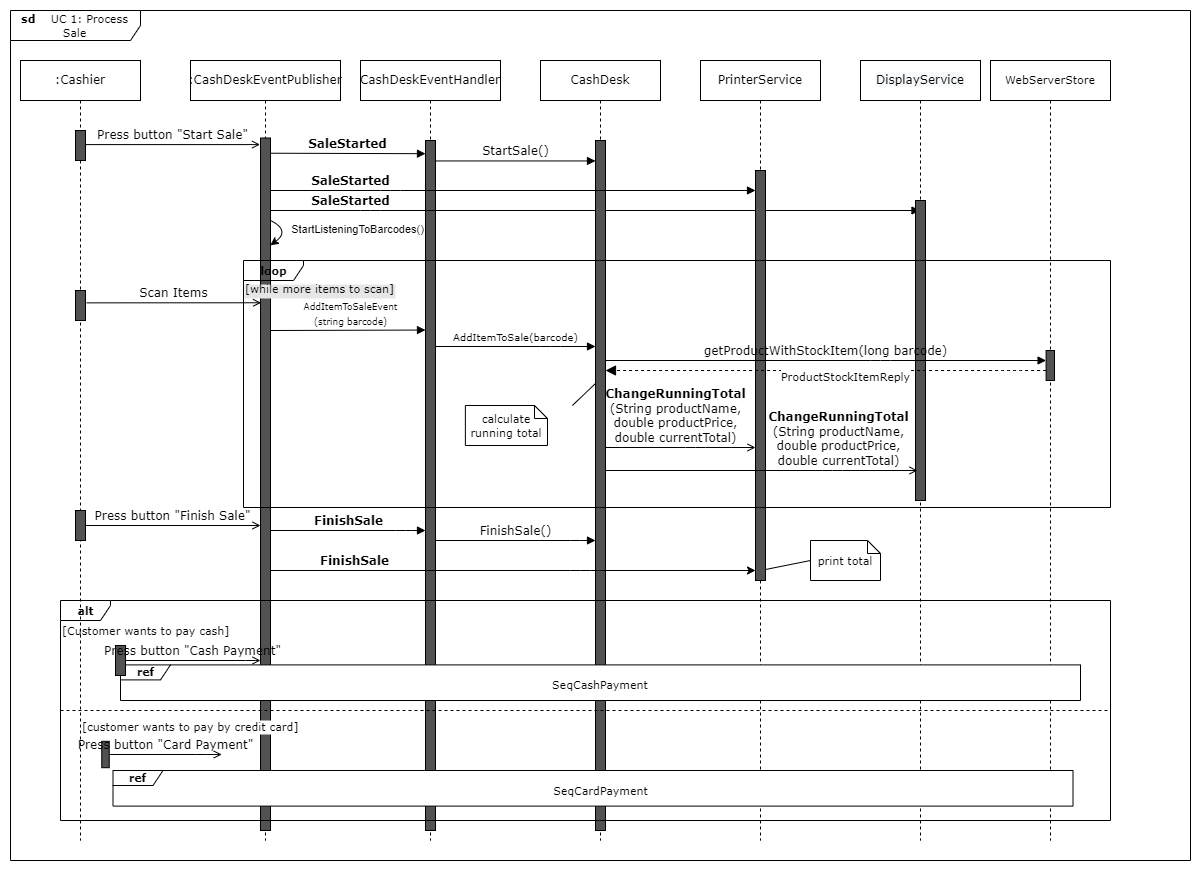 sd UC 1: Process
Sale
:Cashier
:CashDeskEventPublisher
CashDeskEventHandler
CashDesk
PrinterService
DisplayService
WebServerStore
Press button "Start Sale"
SaleStarted
StartSale()
SaleStarted
SaleStarted
StartListeningToBarcodes()
loop
[while more items to scan]
Scan Items
AddItemToSaleEvent
(string barcode)
AddItemToSale(barcode)
getProductWithStockItem(long barcode)
ProductStockItemReply
calculate
running total
ChangeRunningTotal
(String productName,
double productPrice,
double currentTotal)
ChangeRunningTotal
(String productName,
double productPrice,
double currentTotal)
Press button "Finish Sale"
FinishSale
FinishSale()
FinishSale
print total
alt
[Customer wants to pay cash]
Press button "Cash Payment"
ref
SeqCashPayment
[customer wants to pay by credit card]
Press button "Card Payment"
ref
SeqCardPayment